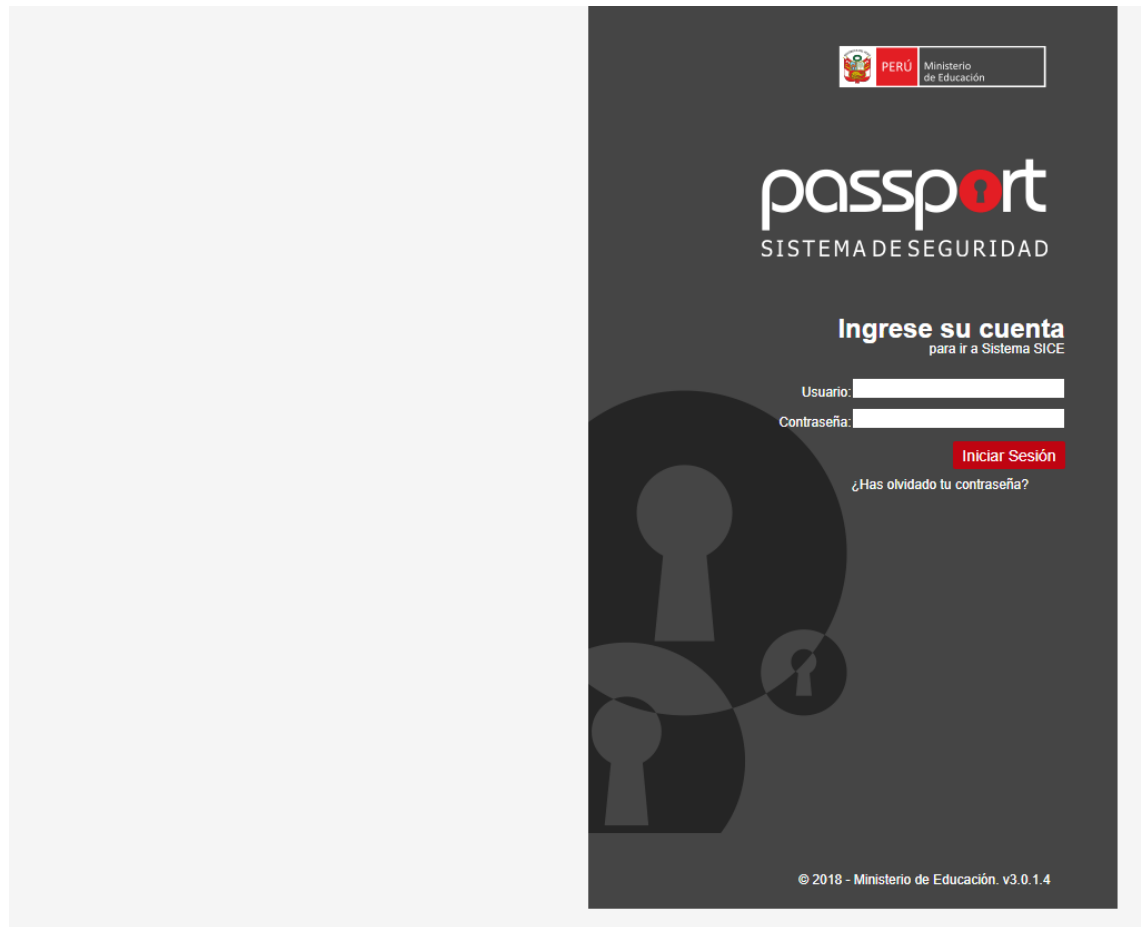 PERÚ Ministerio
de Educación
passport
SISTEMA DE SEGURIDAD
Ingrese su cuenta
para ir a Sistema SICE
Usuario:
Contraseña:
Iniciar Sesión
¿Has olvidado tu contraseña?
© 2018 - Ministerio de Educación. v3.0.1.4